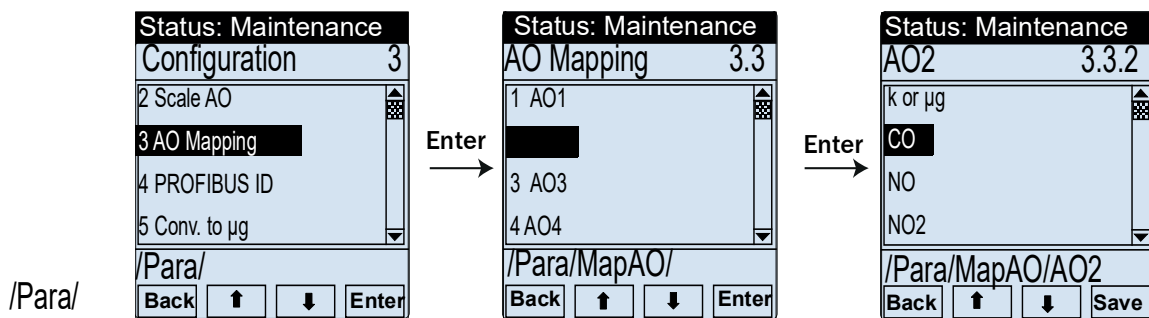 Status: Maintenance
Configuration 3
2 Scale AO
3 AO Mapping
4 PROFIBUS ID
5 Conv. to µg
/Para/
Back ⬆ ⬇ Enter
Enter
Status: Maintenance
AO Mapping 3.3
1 AO1
3 AO3
4 AO4
/Para/MapAO/
Back ⬆ ⬇ Enter
Enter
Status: Maintenance
AO2 3.3.2
k or µg
CO
NO
NO2
/Para/MapAO/AO2
Back ⬆ ⬇ Save
/Para/